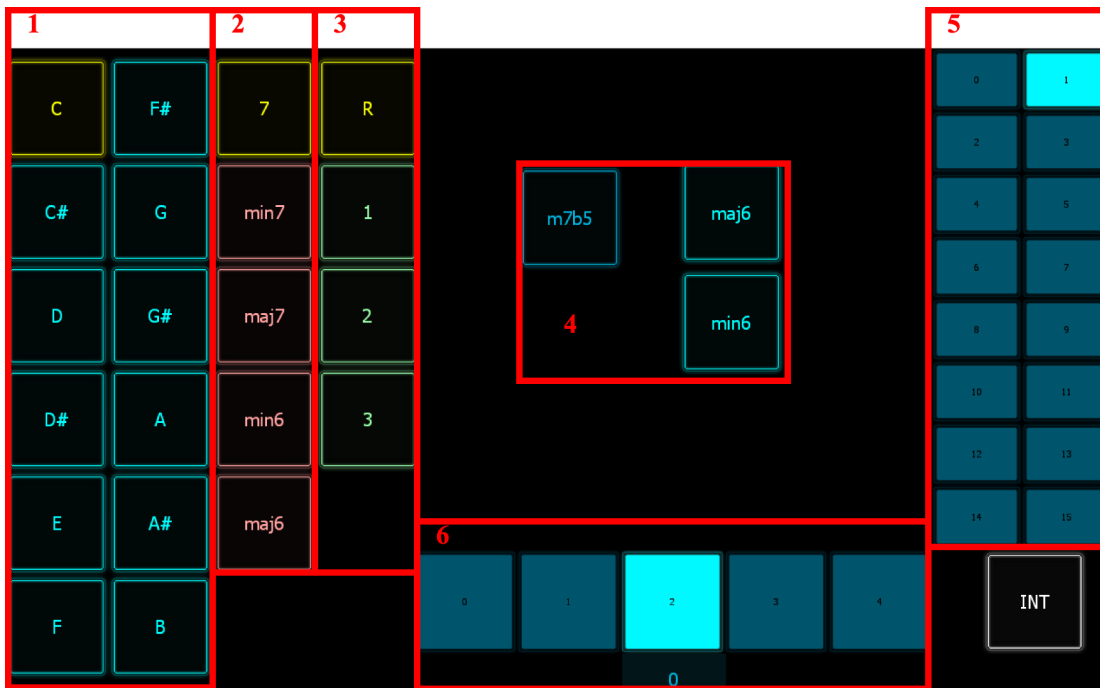 1 2 3 5
C F# 7 R 0 1
2 3
C# G min7 1 m7b5 maj6 4 5
6 7
D G# maj7 2 4 min6 8 9
D# A min6 3 10 11
12 13
E A# maj6 6 14 15
F B 0 1 2 3 4 INT
0